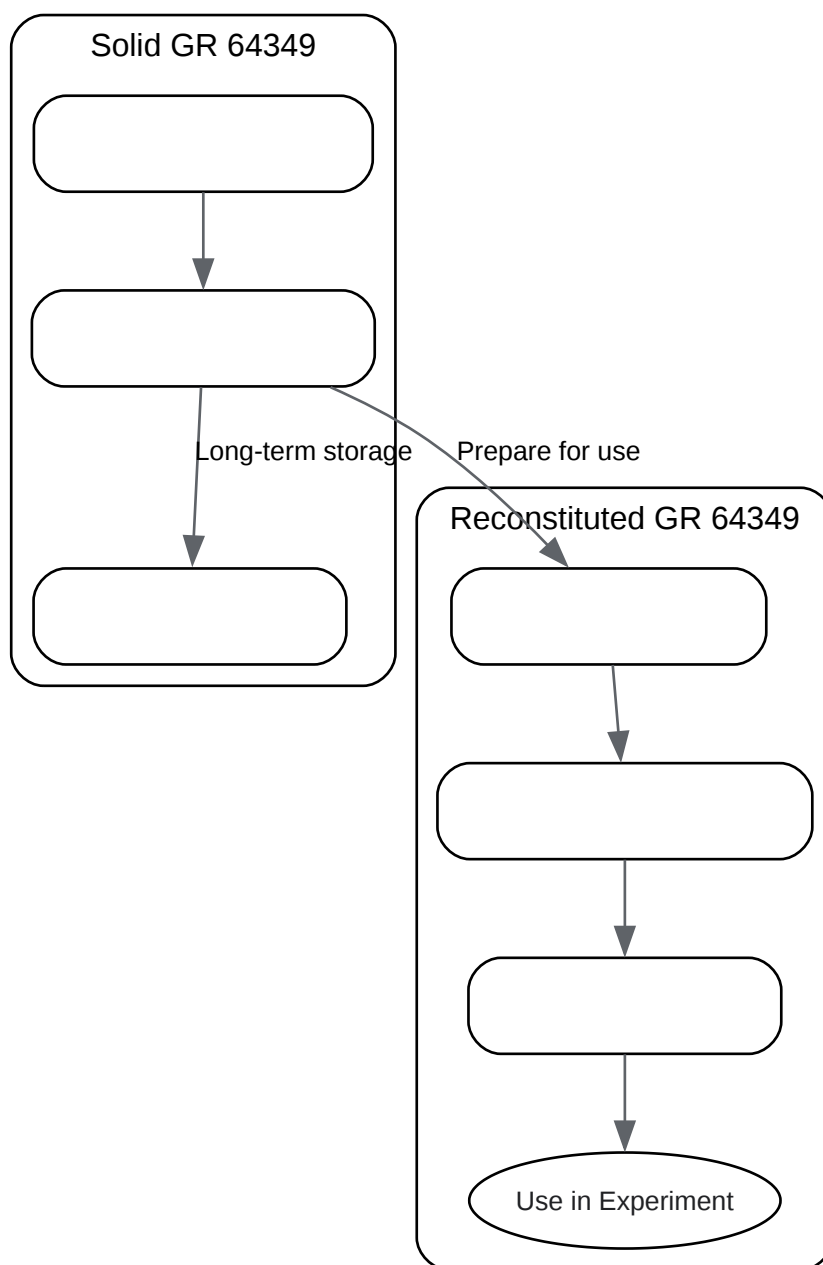 Solid GR 64349
Long-term storage
Prepare for use
Reconstituted GR 64349
Use in Experiment